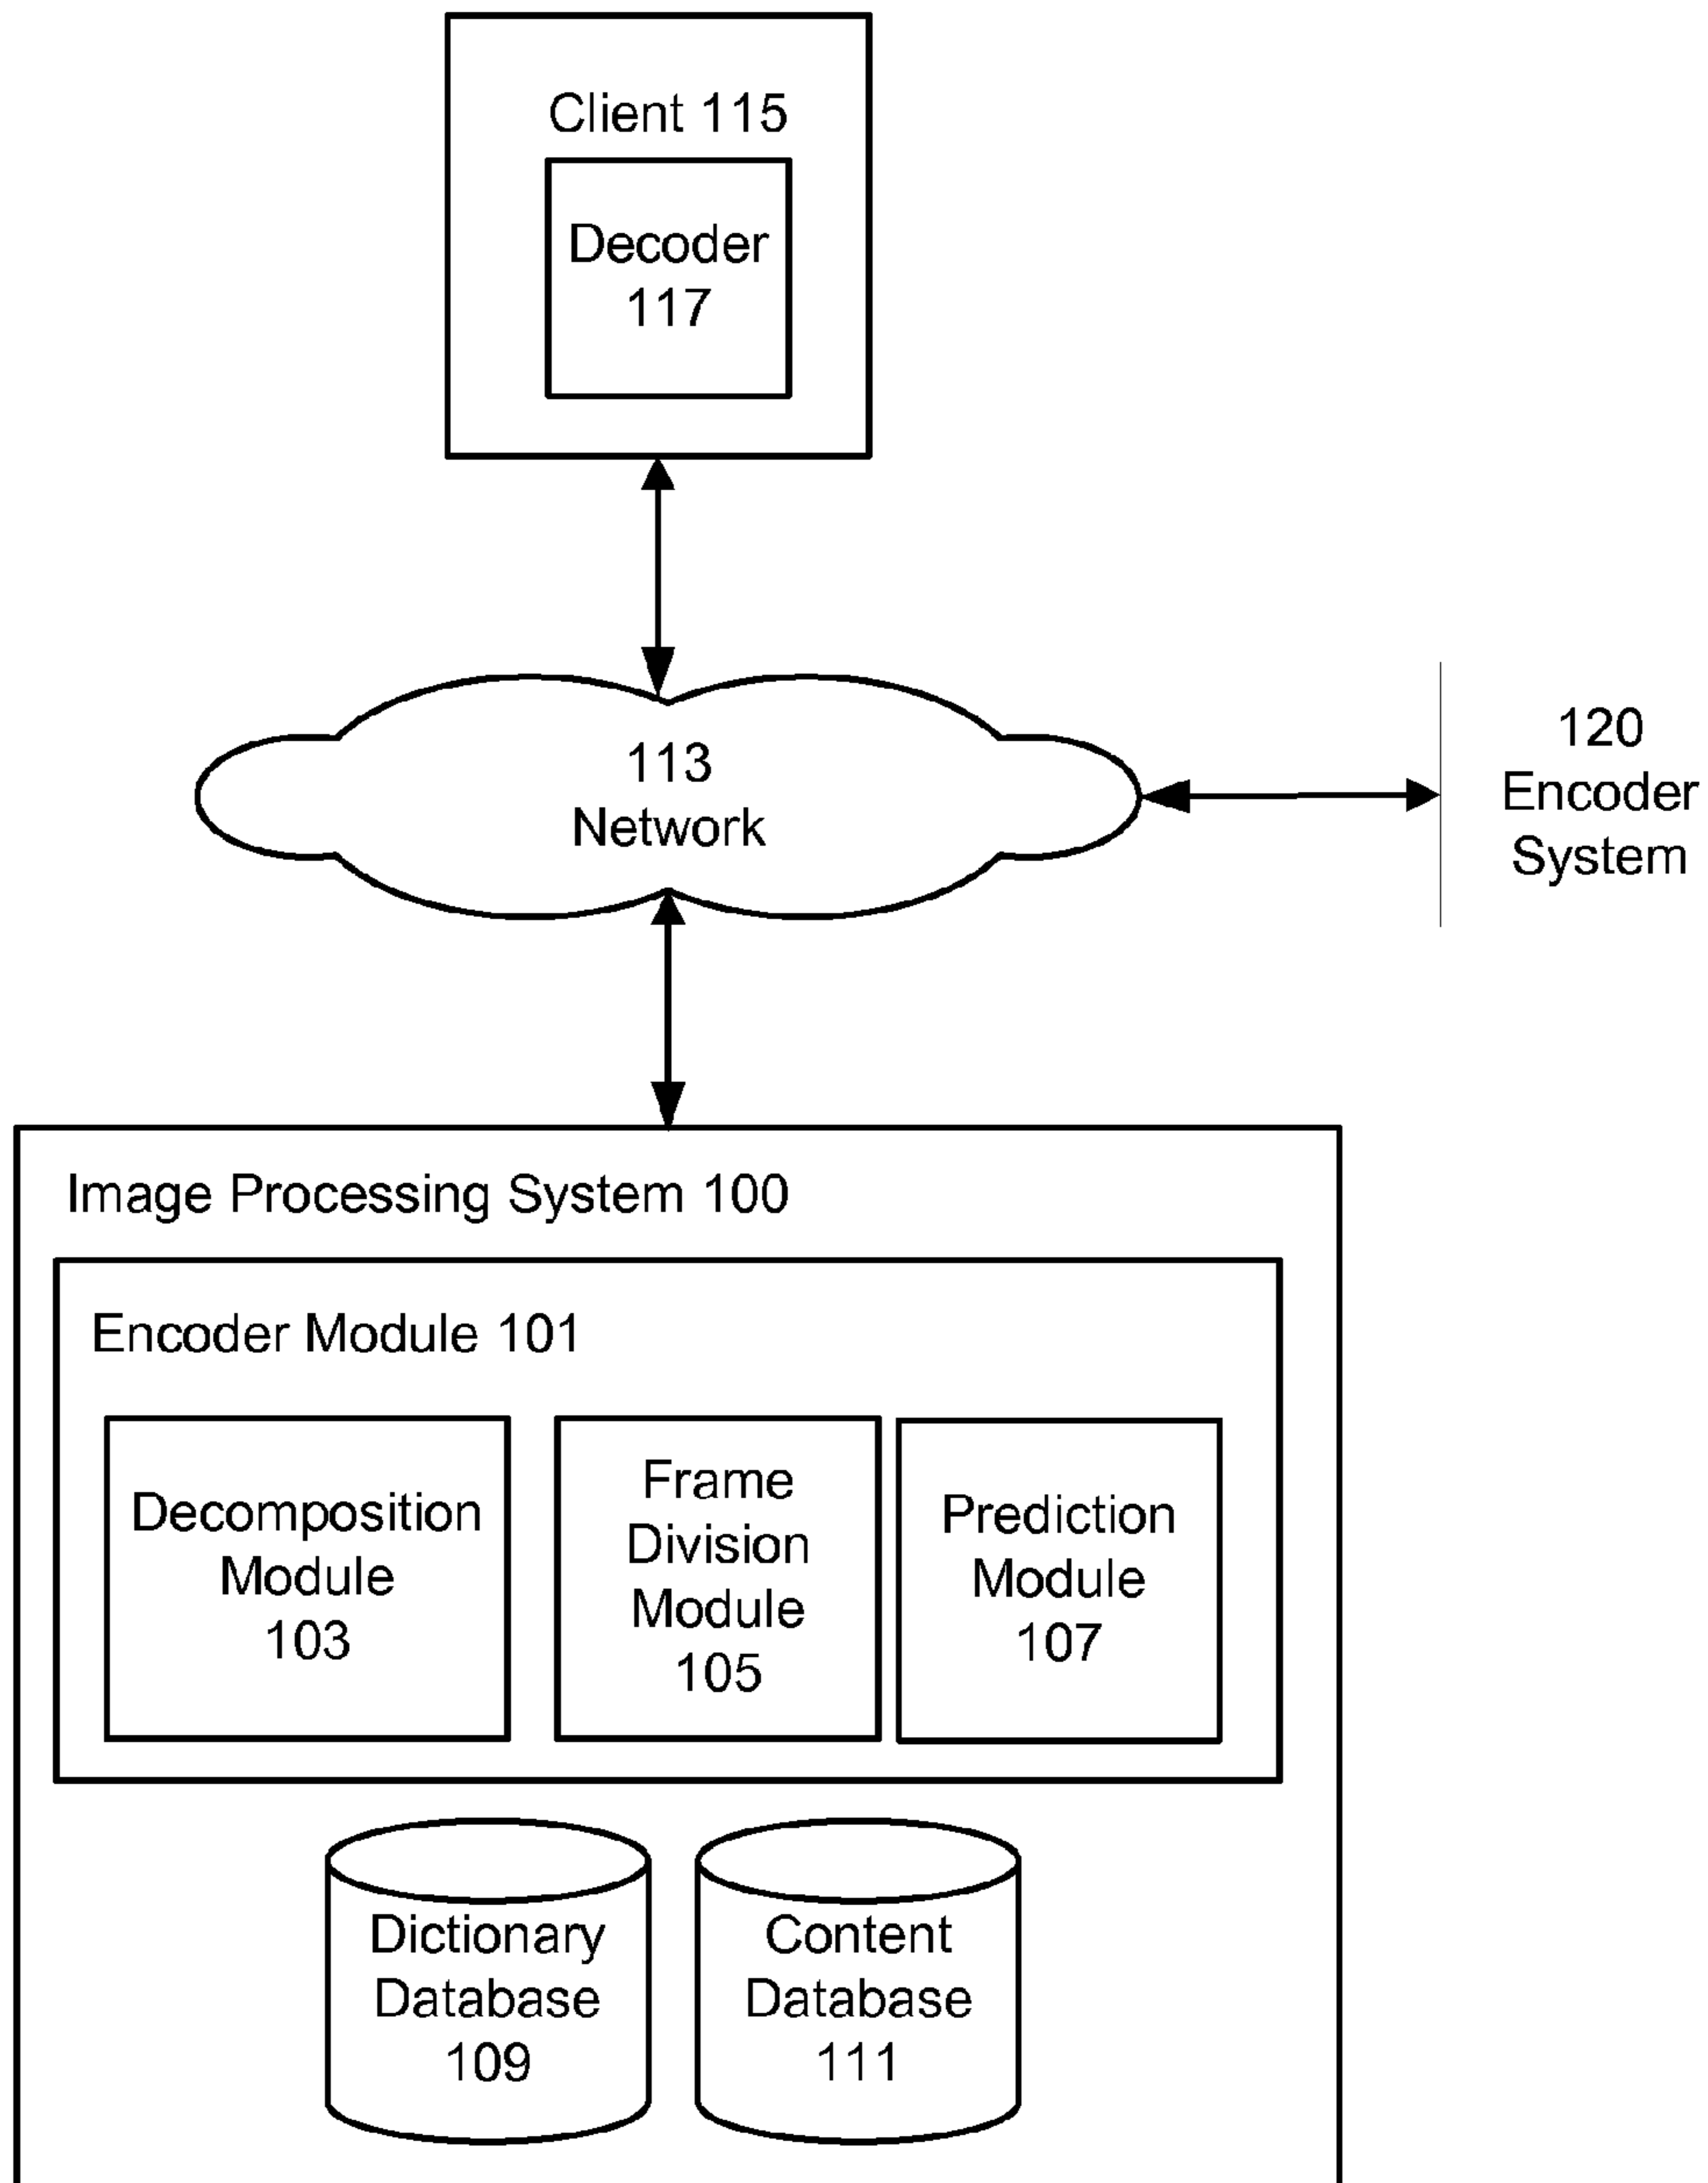 Client 115
Decoder
117
113
Network
120
Encoder
System
Image Processing System 100
Encoder Module 101
Decomposition
Module
103
Frame
Division
Module
105
Prediction
Module
107
Dictionary
Database
109
Content
Database
111